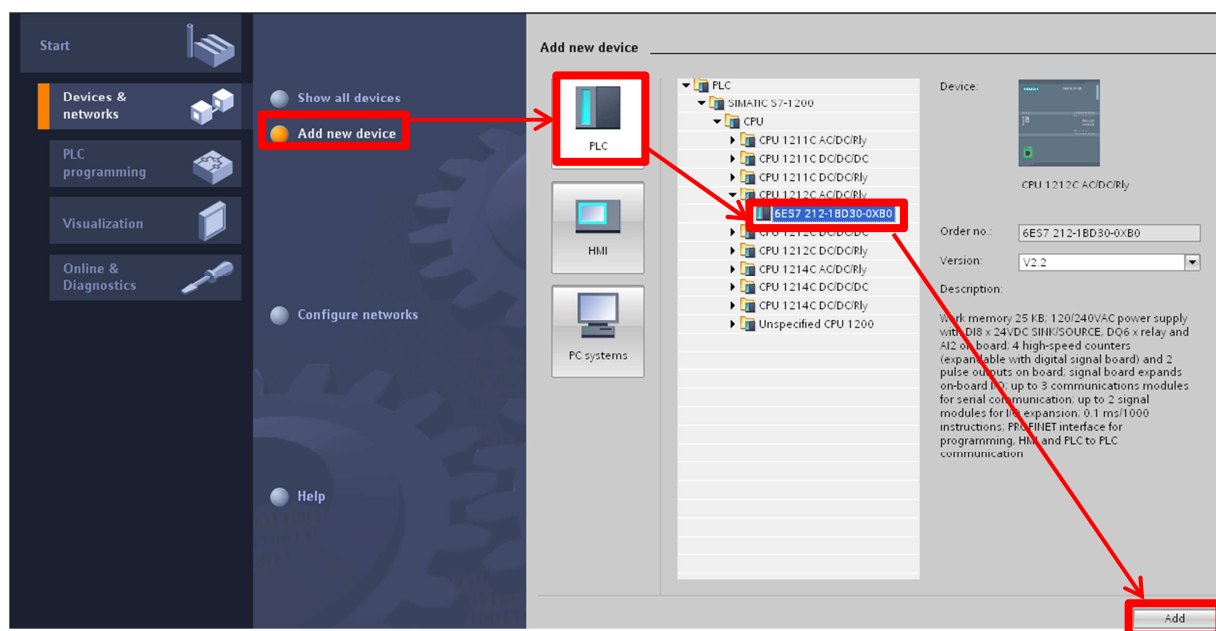 Start
Devices &
networks
PLC
programming
Visualization
Online &
Diagnostics
Show all devices
Add new device
Configure networks
Help
Add new device
PLC
HMI
PC systems
PLC
SIMATIC S7-1200
CPU
CPU 1211C AC/DC/Rly
CPU 1211C DC/DC/DC
CPU 1211C DC/DC/Rly
CPU 1212C AC/DC/Rly
6ES7 212-1BD30-0XB0
CPU 1212C DC/DC/DC
CPU 1212C DC/DC/Rly
CPU 1214C AC/DC/Rly
CPU 1214C DC/DC/DC
CPU 1214C DC/DC/Rly
Unspecified CPU 1200
Device:
CPU 1212C AC/DC/Rly
Order no.: 6ES7 212-1BD30-0XB0
Version: V2.2
Description:
Work memory 25 KB; 120/240VAC power supply
with DI8 x 24VDC SINK/SOURCE, DQ6 x relay and
AI2 on board; 4 high-speed counters
(expandable with digital signal board) and 2
pulse outputs on board; signal board expands
on-board I/O; up to 3 communications modules
for serial communication; up to 2 signal
modules for I/O expansion; 0.1 ms/1000
instructions; PROFINET interface for
programming, HMI and PLC to PLC
communication
Add